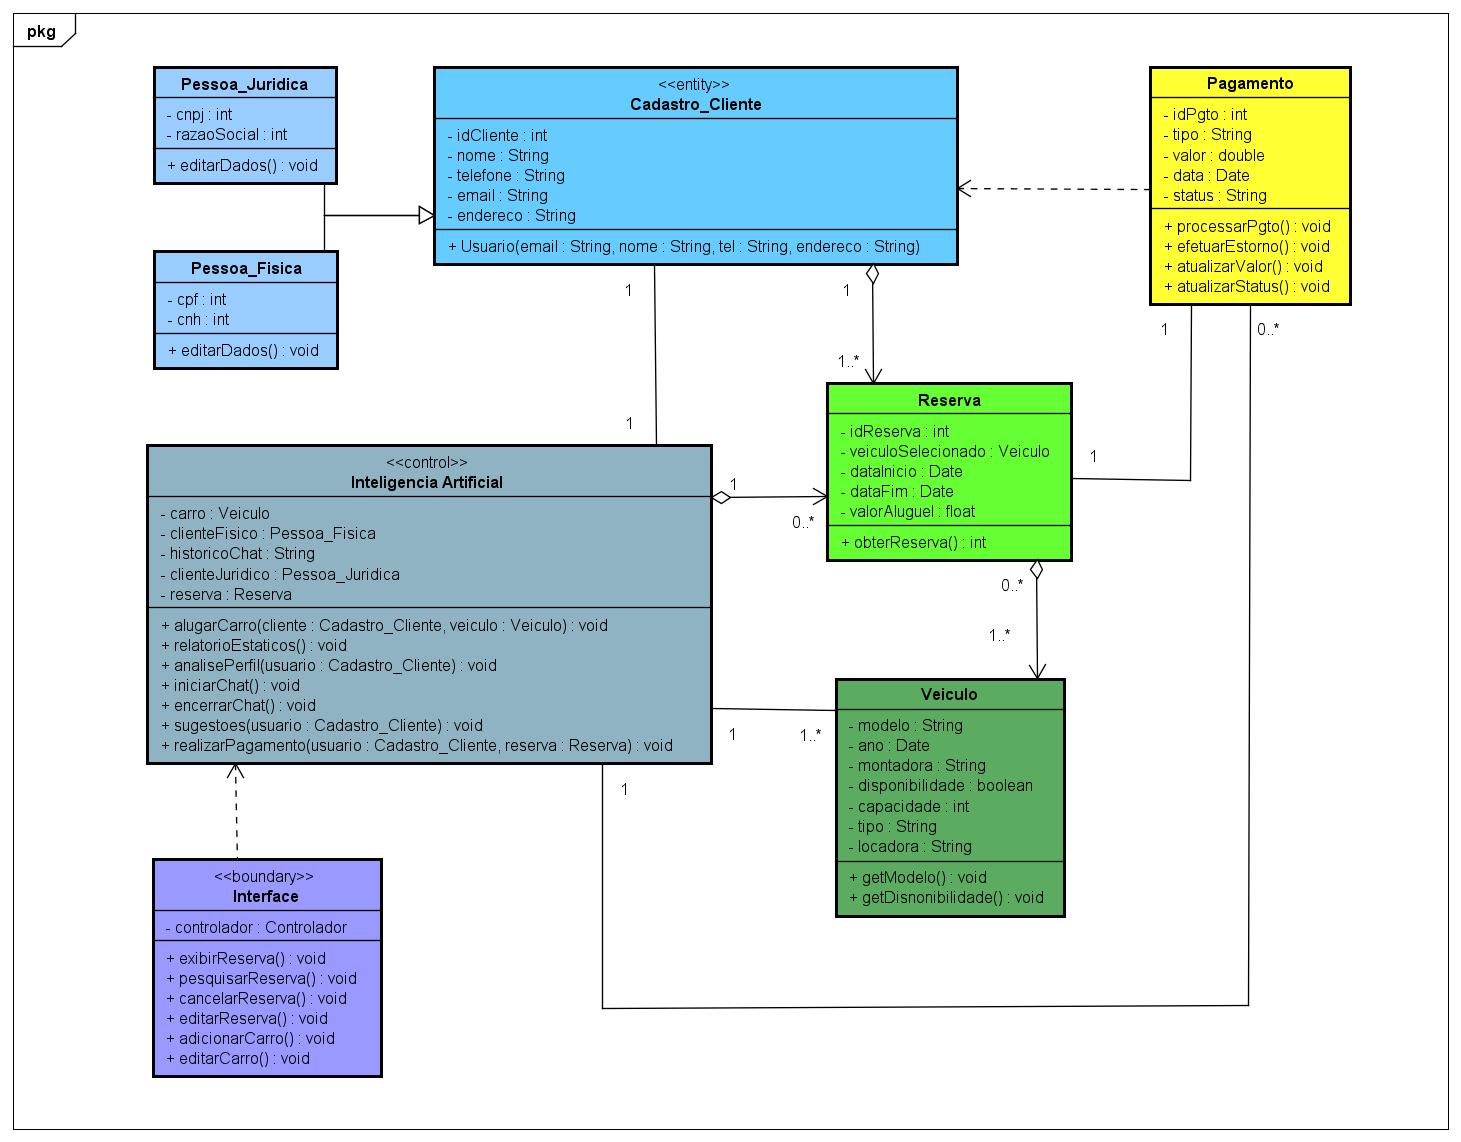 pkg
Pessoa_Juridica
- cnpj : int
- razaoSocial : int
+ editarDados() : void
Pessoa_Fisica
- cpf : int
- cnh : int
+ editarDados() : void
<<entity>>
Cadastro_Cliente
- idCliente : int
- nome : String
- telefone : String
- email : String
- endereco : String
+ Usuario(email : String, nome : String, tel : String, endereco : String)
Pagamento
- idPgto : int
- tipo : String
- valor : double
- data : Date
- status : String
+ processarPgto() : void
+ efetuarEstorno() : void
+ atualizarValor() : void
+ atualizarStatus() : void
1
1
1
0..*
1..*
1
1
Reserva
- idReserva : int
- veiculoSelecionado : Veiculo
- dataInicio : Date
- dataFim : Date
- valorAluguel : float
+ obterReserva() : int
<<control>>
Inteligencia Artificial
- carro : Veiculo
- clienteFisico : Pessoa_Fisica
- historicoChat : String
- clienteJuridico : Pessoa_Juridica
- reserva : Reserva
+ alugarCarro(cliente : Cadastro_Cliente, veiculo : Veiculo) : void
+ relatorioEstaticos() : void
+ analisePerfil(usuario : Cadastro_Cliente) : void
+ iniciarChat() : void
+ encerrarChat() : void
+ sugestoes(usuario : Cadastro_Cliente) : void
+ realizarPagamento(usuario : Cadastro_Cliente, reserva : Reserva) : void
1
0..*
0..*
1..*
1
1..*
1
Veiculo
- modelo : String
- ano : Date
- montadora : String
- disponibilidade : boolean
- capacidade : int
- tipo : String
- locadora : String
+ getModelo() : void
+ getDisnonibilidade() : void
<<boundary>>
Interface
- controlador : Controlador
+ exibirReserva() : void
+ pesquisarReserva() : void
+ cancelarReserva() : void
+ editarReserva() : void
+ adicionarCarro() : void
+ editarCarro() : void